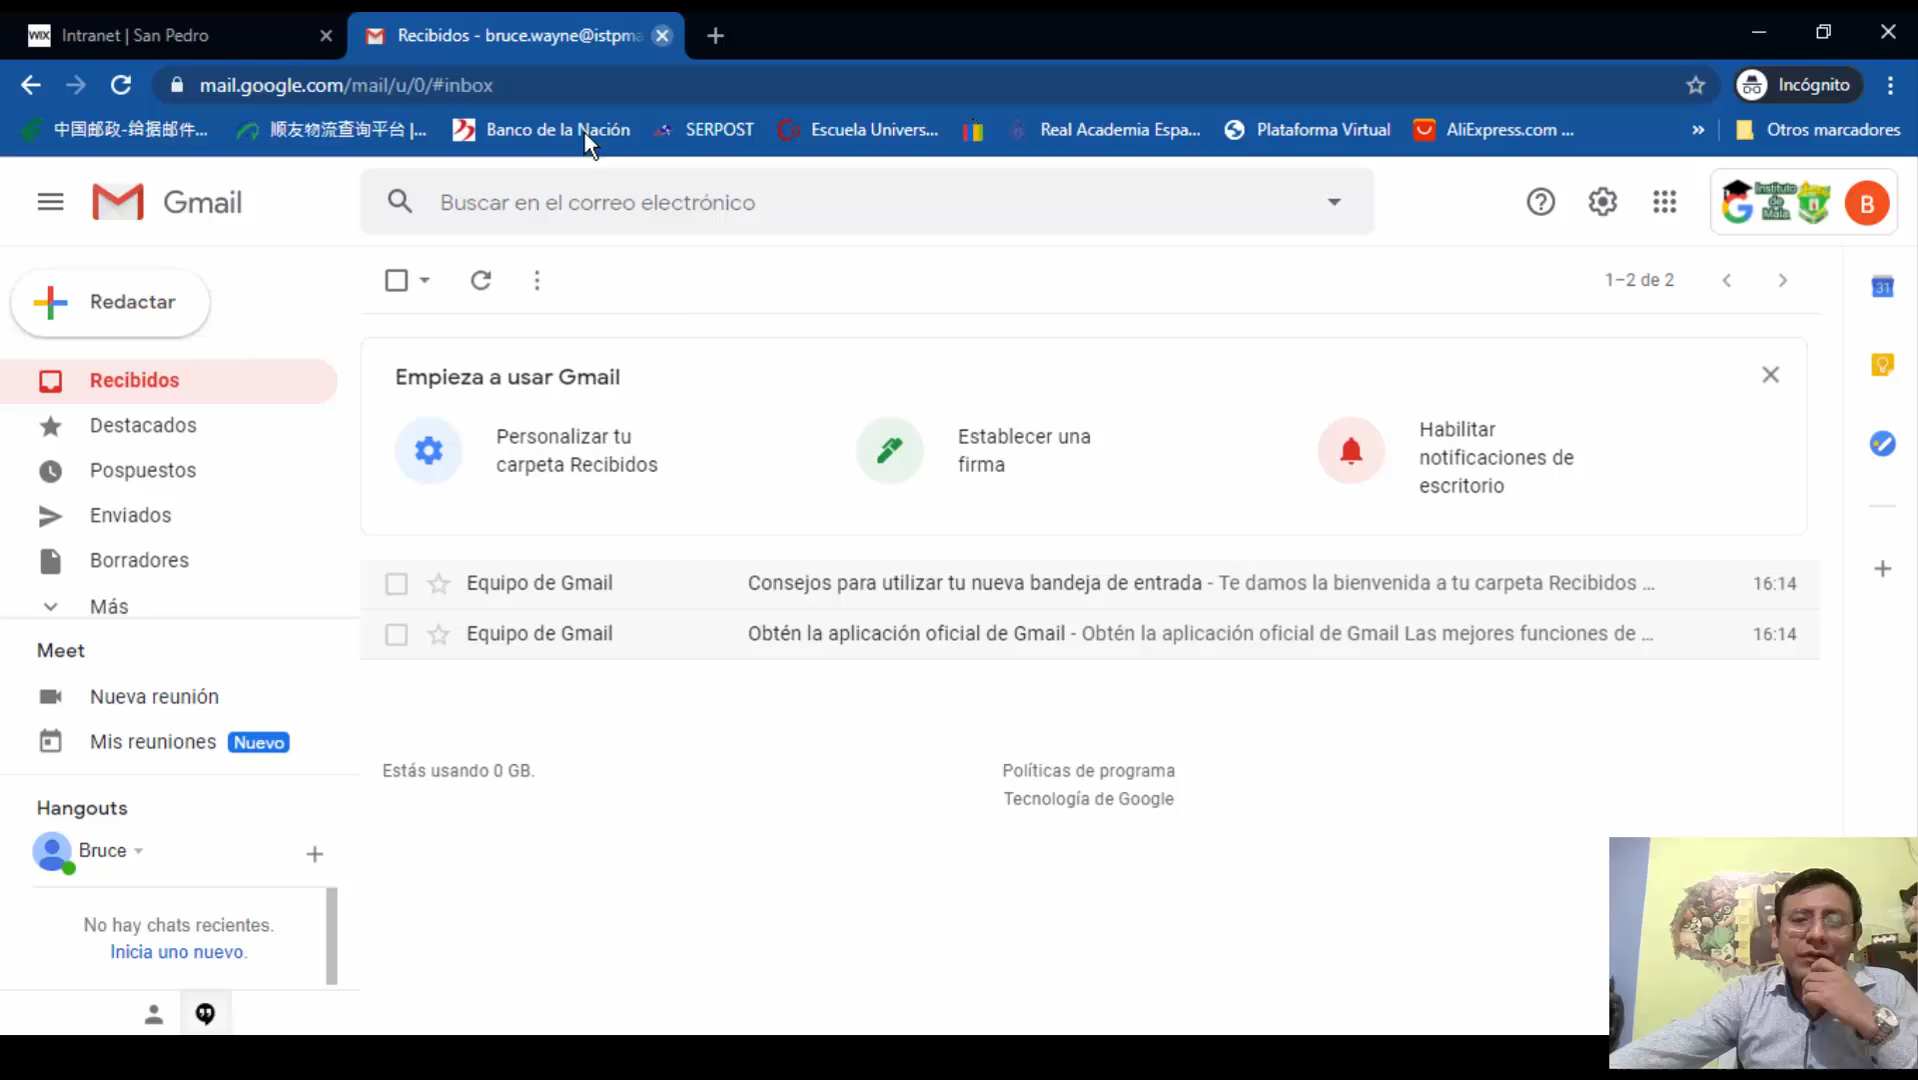 WIX Intranet | San Pedro
Recibidos - bruce.wayne@istpma
mail.google.com/mail/u/0/#inbox
Incógnito
中国邮政-给据邮件...
顺友物流查询平台 |...
Banco de la Nación
SERPOST
Escuela Univers...
Real Academia Espa...
Plataforma Virtual
AliExpress.com ...
»
Otros marcadores
Gmail
Buscar en el correo electrónico
Instituto
de
Mala
B
Redactar
1–2 de 2
31
Recibidos
Destacados
Pospuestos
Enviados
Borradores
Más
Empieza a usar Gmail
Personalizar tu
carpeta Recibidos
Establecer una
firma
Habilitar
notificaciones de
escritorio
Equipo de Gmail Consejos para utilizar tu nueva bandeja de entrada - Te damos la bienvenida a tu carpeta Recibidos ... 16:14
Equipo de Gmail Obtén la aplicación oficial de Gmail - Obtén la aplicación oficial de Gmail Las mejores funciones de ... 16:14
Meet
Nueva reunión
Mis reuniones Nuevo
Estás usando 0 GB.
Políticas de programa
Tecnología de Google
Hangouts
Bruce
No hay chats recientes.
Inicia uno nuevo.